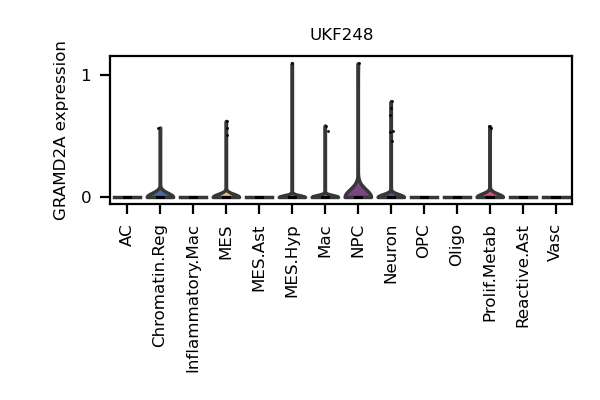 UKF248
GRAMD2A expression
1
0
AC
Chromatin.Reg
Inflammatory.Mac
MES
MES.Ast
MES.Hyp
Mac
NPC
Neuron
OPC
Oligo
Prolif.Metab
Reactive.Ast
Vasc